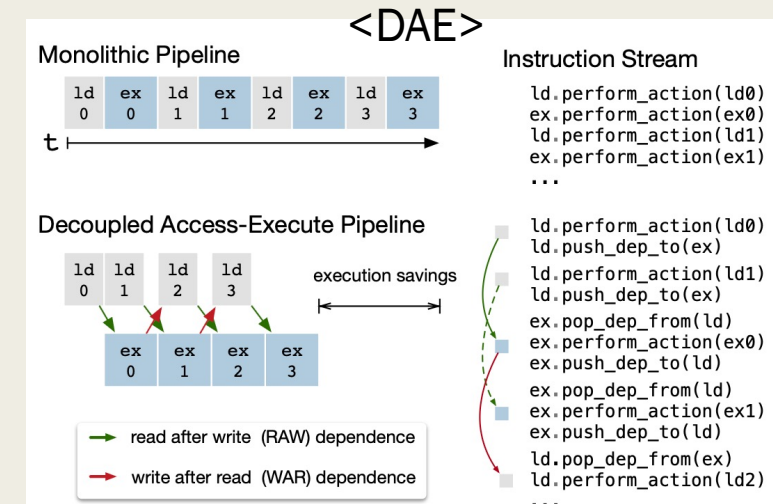 <DAE>
Monolithic Pipeline
ld ex ld ex ld ex ld ex
0 0 1 1 2 2 3 3
t
Decoupled Access-Execute Pipeline
ld ld ld ld
0 1 2 3
execution savings
ex ex ex ex
0 1 2 3
read after write (RAW) dependence
write after read (WAR) dependence
Instruction Stream
ld.perform_action(ld0)
ex.perform_action(ex0)
ld.perform_action(ld1)
ex.perform_action(ex1)
...
ld.perform_action(ld0)
ld.push_dep_to(ex)
ld.perform_action(ld1)
ld.push_dep_to(ex)
ex.pop_dep_from(ld)
ex.perform_action(ex0)
ex.push_dep_to(ld)
ex.pop_dep_from(ld)
ex.perform_action(ex1)
ex.push_dep_to(ld)
ld.pop_dep_from(ex)
ld.perform_action(ld2)
...